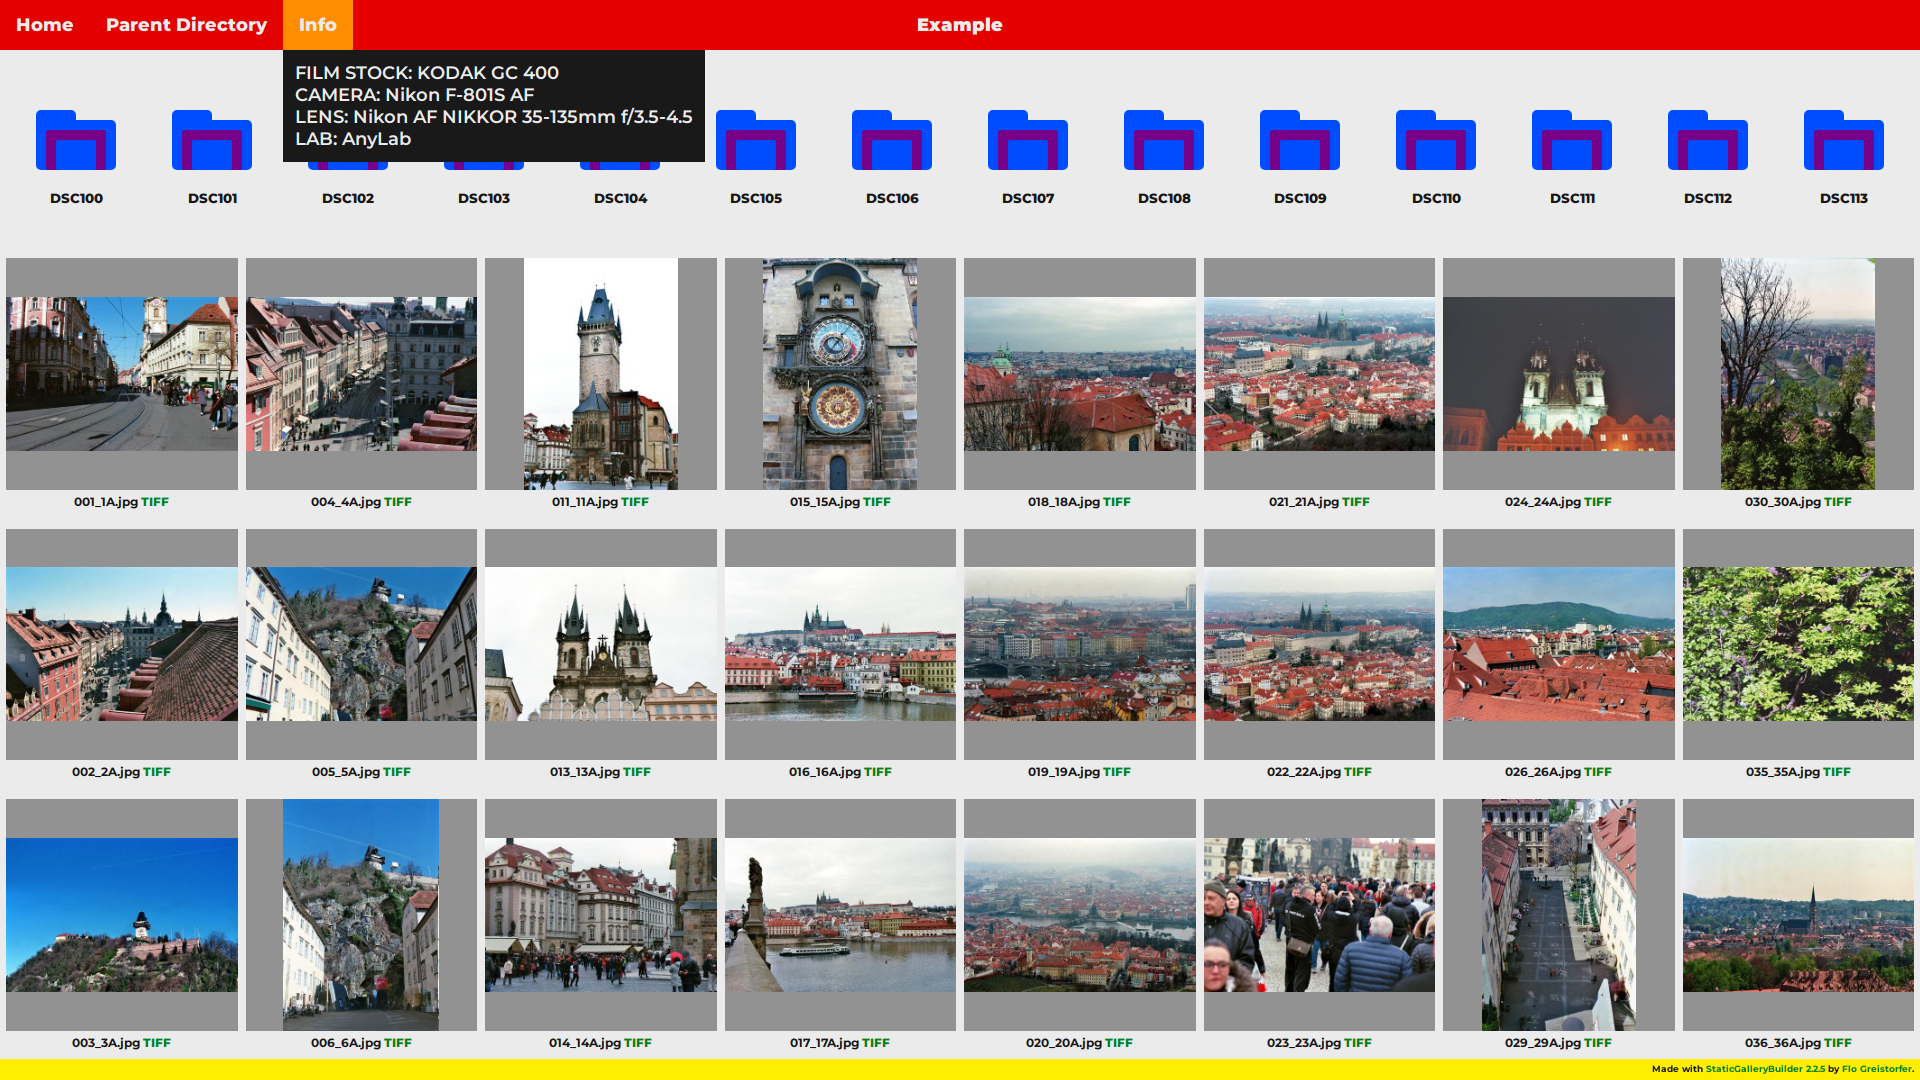 Home Parent Directory Info Example
FILM STOCK: KODAK GC 400
CAMERA: Nikon F-801S AF
LENS: Nikon AF NIKKOR 35-135mm f/3.5-4.5
LAB: AnyLab
DSC100 DSC101 DSC102 DSC103 DSC104 DSC105 DSC106 DSC107 DSC108 DSC109 DSC110 DSC111 DSC112 DSC113
001_1A.jpg TIFF 004_4A.jpg TIFF 011_11A.jpg TIFF 015_15A.jpg TIFF 018_18A.jpg TIFF 021_21A.jpg TIFF 024_24A.jpg TIFF 030_30A.jpg TIFF
002_2A.jpg TIFF 005_5A.jpg TIFF 013_13A.jpg TIFF 016_16A.jpg TIFF 019_19A.jpg TIFF 022_22A.jpg TIFF 026_26A.jpg TIFF 035_35A.jpg TIFF
003_3A.jpg TIFF 006_6A.jpg TIFF 014_14A.jpg TIFF 017_17A.jpg TIFF 020_20A.jpg TIFF 023_23A.jpg TIFF 029_29A.jpg TIFF 036_36A.jpg TIFF
Made with StaticGalleryBuilder 2.2.5 by Flo Greistorfer.